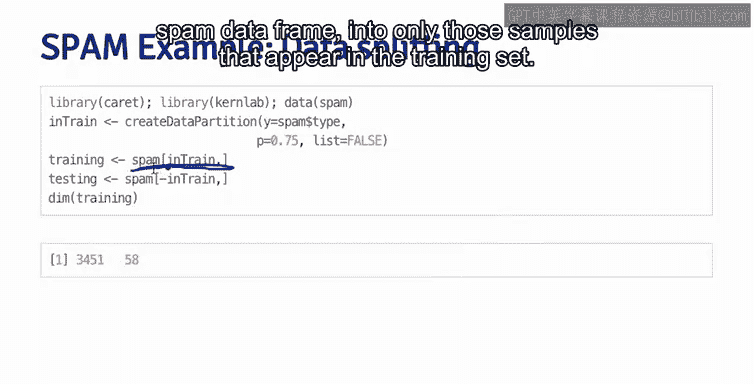 SPAM Example: Data splitting
spam data frame, into only those samples
that appear in the training set.
library(caret); library(kernlab); data(spam)
inTrain <- createDataPartition(y=spam$type,
p=0.75, list=FALSE)
training <- spam[inTrain,]
testing <- spam[-inTrain,]
dim(training)
[1] 3451 58